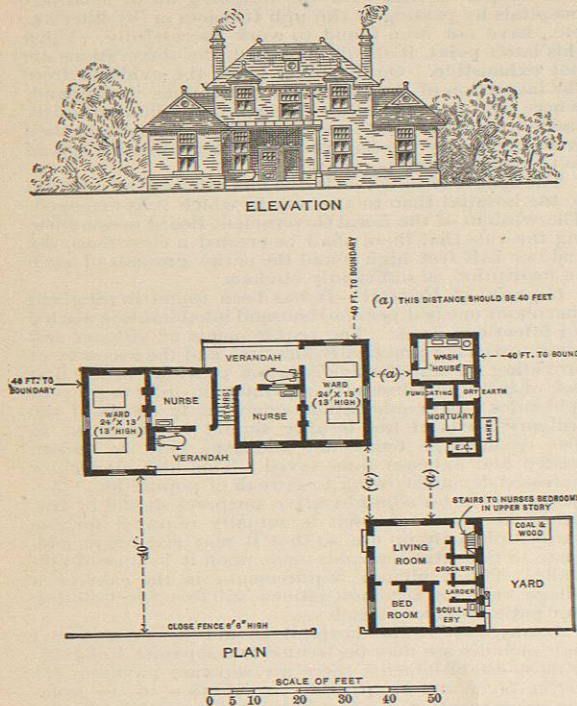 ELEVATION
40 FT. TO BOUNDARY
(a) THIS DISTANCE SHOULD BE 40 FEET
VERANDAH
WASH
HOUSE
40 FT. TO BOUND
(a)
40 FT. TO
BOUNDARY
NURSE
STAIRS
WARD
24' X 13'
(13' HIGH)
FUMIGATING
DRY EARTH
WARD
24' X 13'
(13' HIGH)
NURSE
MORTUARY
ASHES
E.C.
VERANDAH
(a)
(a)
STAIRS TO NURSES BEDROOMS
IN UPPER STORY
COAL &
WOOD
40'
LIVING
ROOM
CROCKERY
YARD
LARDER
BED
ROOM
SCULL-
ERY
CLOSE FENCE 6'6" HIGH
PLAN
SCALE OF FEET
0 5 10 20 30 35 40 50